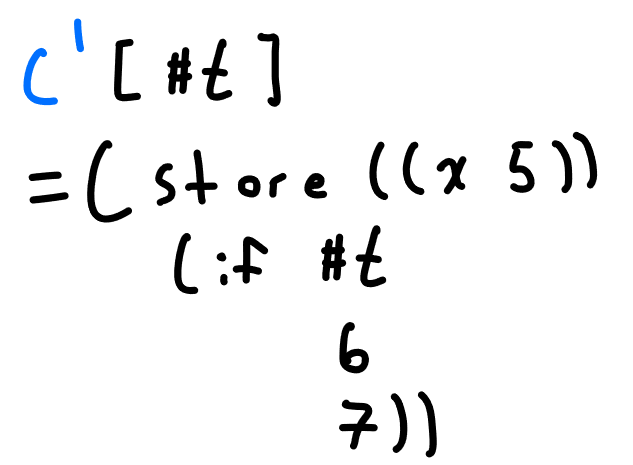 C' [ #t ]
= ( store ((x 5))
(if #t
6
7))